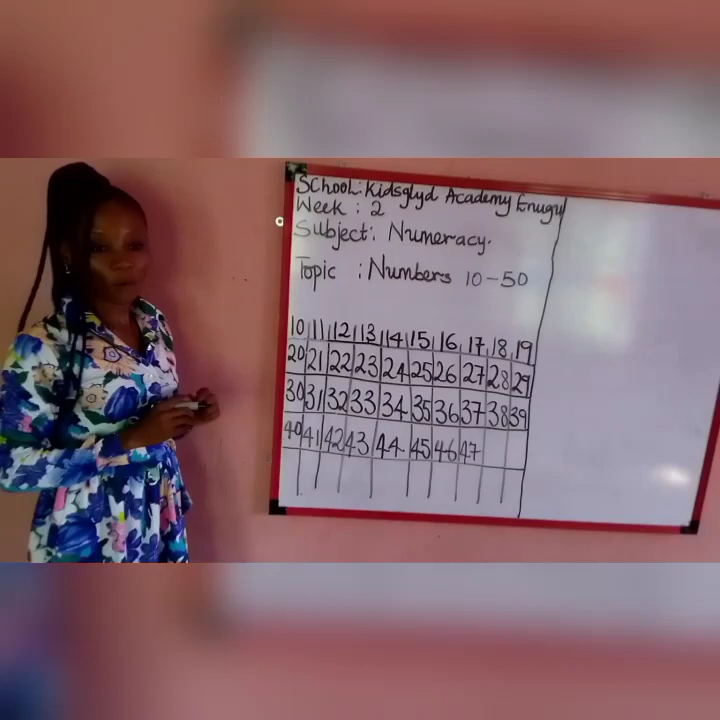 School: Kidsglyd Academy Enugu
Week : 2
Subject: Numeracy.
Topic : Numbers 10-50
10 11 12 13 14 15 16 17 18 19
20 21 22 23 24 25 26 27 28 29
30 31 32 33 34 35 36 37 38 39
40 41 42 43 44 45 46 47